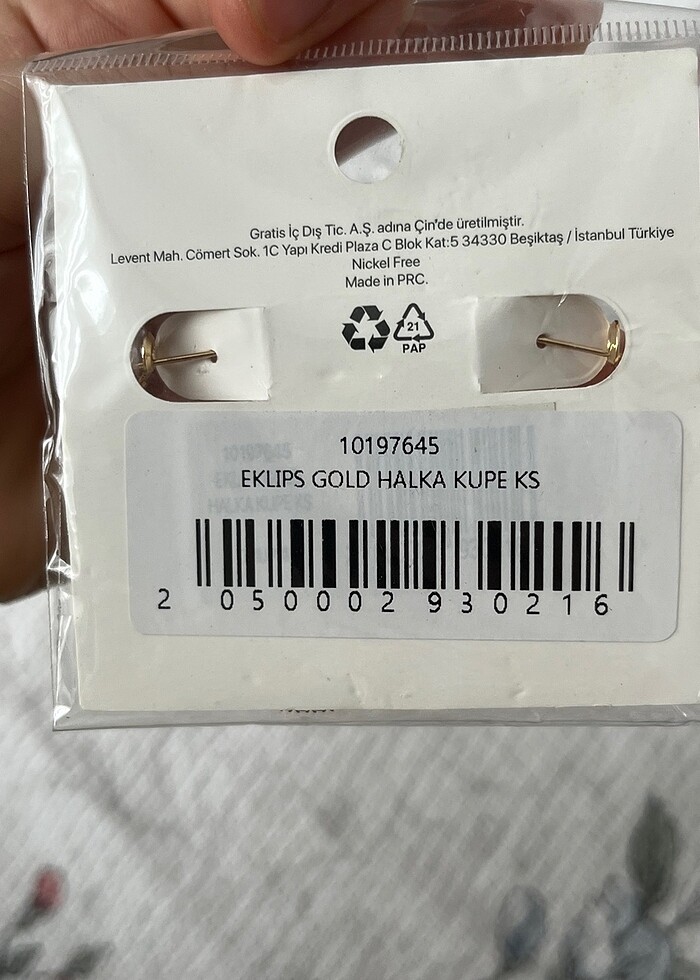 Gratis İç Dış Tic. A.Ş. adına Çin'de üretilmiştir.
Levent Mah. Cömert Sok. 1C Yapı Kredi Plaza C Blok Kat:5 34330 Beşiktaş / İstanbul Türkiye
Nickel Free
Made in PRC.
21
PAP
10197645
EKLIPS GOLD HALKA KUPE KS
2 050002 930216